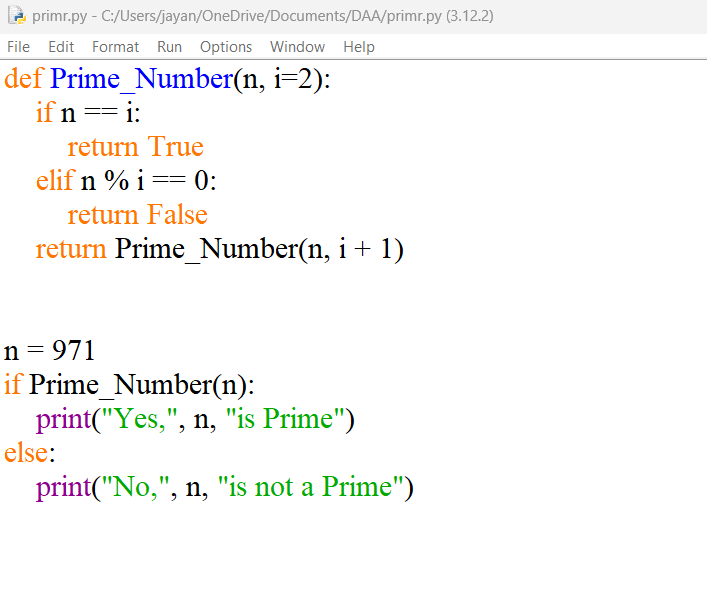 primr.py - C:/Users/jayan/OneDrive/Documents/DAA/primr.py (3.12.2)
File Edit Format Run Options Window Help
def Prime_Number(n, i=2):
    if n == i:
        return True
    elif n % i == 0:
        return False
    return Prime_Number(n, i + 1)
n = 971
if Prime_Number(n):
    print("Yes,", n, "is Prime")
else:
    print("No,", n, "is not a Prime")